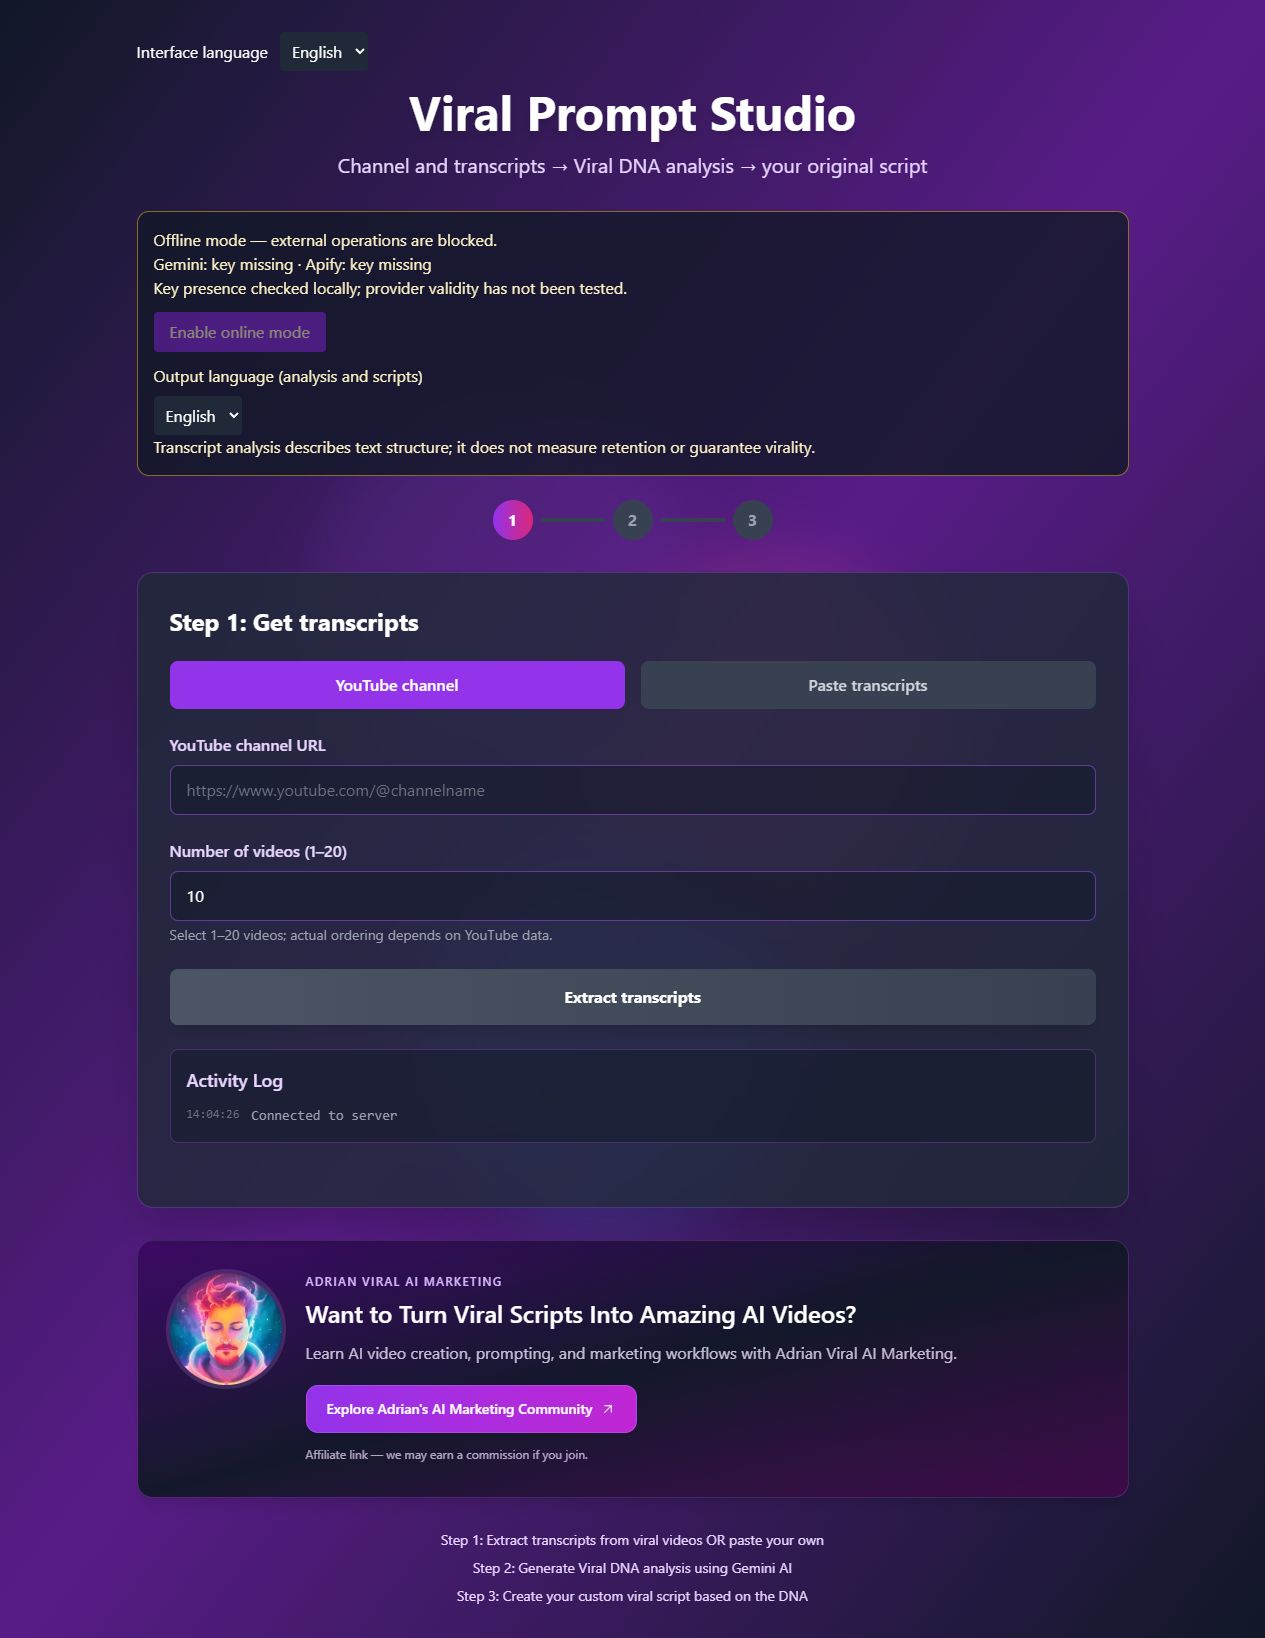 Interface language English
Viral Prompt Studio
Channel and transcripts → Viral DNA analysis → your original script
Offline mode — external operations are blocked.
Gemini: key missing · Apify: key missing
Key presence checked locally; provider validity has not been tested.
Enable online mode
Output language (analysis and scripts)
English
Transcript analysis describes text structure; it does not measure retention or guarantee virality.
1 2 3
Step 1: Get transcripts
YouTube channel Paste transcripts
YouTube channel URL
https://www.youtube.com/@channelname
Number of videos (1–20)
10
Select 1–20 videos; actual ordering depends on YouTube data.
Extract transcripts
Activity Log
14:04:26 Connected to server
ADRIAN VIRAL AI MARKETING
Want to Turn Viral Scripts Into Amazing AI Videos?
Learn AI video creation, prompting, and marketing workflows with Adrian Viral AI Marketing.
Explore Adrian's AI Marketing Community
Affiliate link — we may earn a commission if you join.
Step 1: Extract transcripts from viral videos OR paste your own
Step 2: Generate Viral DNA analysis using Gemini AI
Step 3: Create your custom viral script based on the DNA